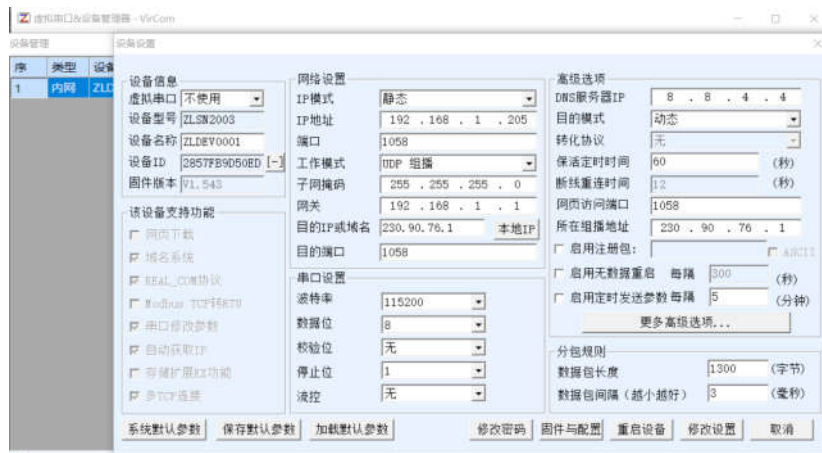 虚拟串口&设备管理器 - VirCom
设备管理
序 类型 设备
1 内网 ZLD
设备设置
设备信息
虚拟串口 不使用
设备型号 ZLSN2003
设备名称 ZLDEV0001
设备ID 2857FB9D50ED [-]
固件版本 V1.543
该设备支持功能
网页下载
域名系统
REAL_COM协议
Modbus TCP转RTU
串口修改参数
自动获取IP
存储扩展EX功能
多TCP连接
网络设置
IP模式 静态
IP地址 192 . 168 . 1 . 205
端口 1058
工作模式 UDP 组播
子网掩码 255 . 255 . 255 . 0
网关 192 . 168 . 1 . 1
目的IP或域名 230.90.76.1 本地IP
目的端口 1058
串口设置
波特率 115200
数据位 8
校验位 无
停止位 1
流控 无
高级选项
DNS服务器IP 8 . 8 . 4 . 4
目的模式 动态
转化协议 无
保活定时时间 60 (秒)
断线重连时间 12 (秒)
网页访问端口 1058
所在组播地址 230 . 90 . 76 . 1
启用注册包: ASCII
启用无数据重启 每隔 300 (秒)
启用定时发送参数 每隔 5 (分钟)
更多高级选项...
分包规则
数据包长度 1300 (字节)
数据包间隔(越小越好) 3 (毫秒)
系统默认参数 保存默认参数 加载默认参数 修改密码 固件与配置 重启设备 修改设置 取消